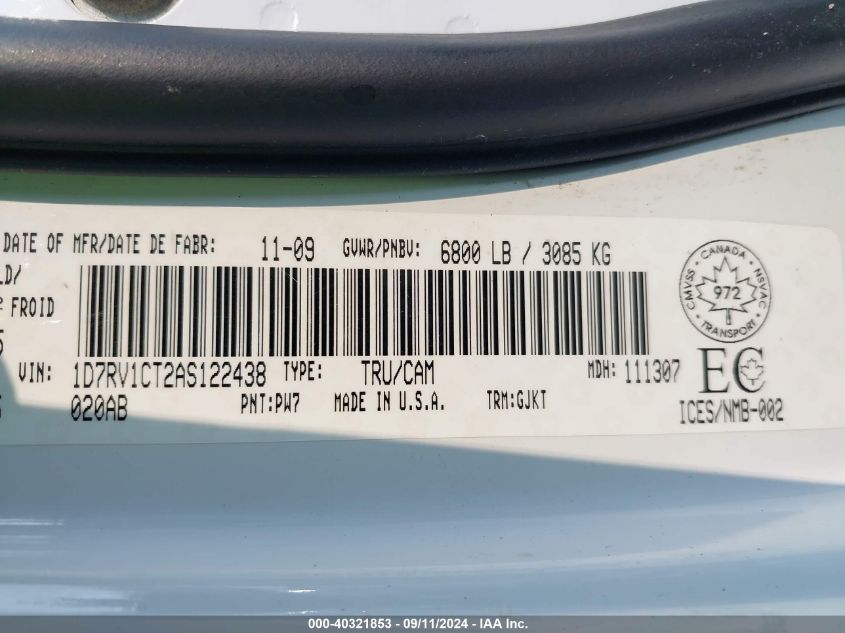 DATE OF MFR/DATE DE FABR: 11-09 GVWR/PNBV: 6800 LB / 3085 KG
LD/
2 FROID
5
VIN: 1D7RV1CT2AS122438 TYPE: TRU/CAM MDH: 111307
020AB PNT:PW7 MADE IN U.S.A. TRM:GJKT
CANADA
CMVSS 972 NSVAC
TRANSPORT
EC
ICES/NMB-002
000-40321853 - 09/11/2024 - IAA Inc.